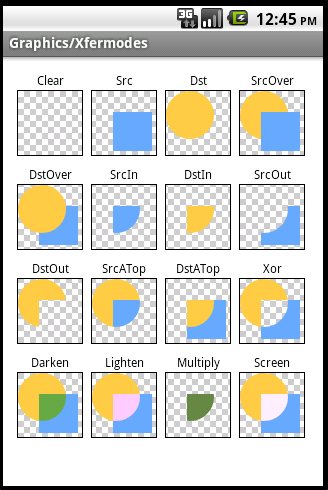 3G 12:45 PM
Graphics/Xfermodes
Clear Src Dst SrcOver
DstOver SrcIn DstIn SrcOut
DstOut SrcATop DstATop Xor
Darken Lighten Multiply Screen